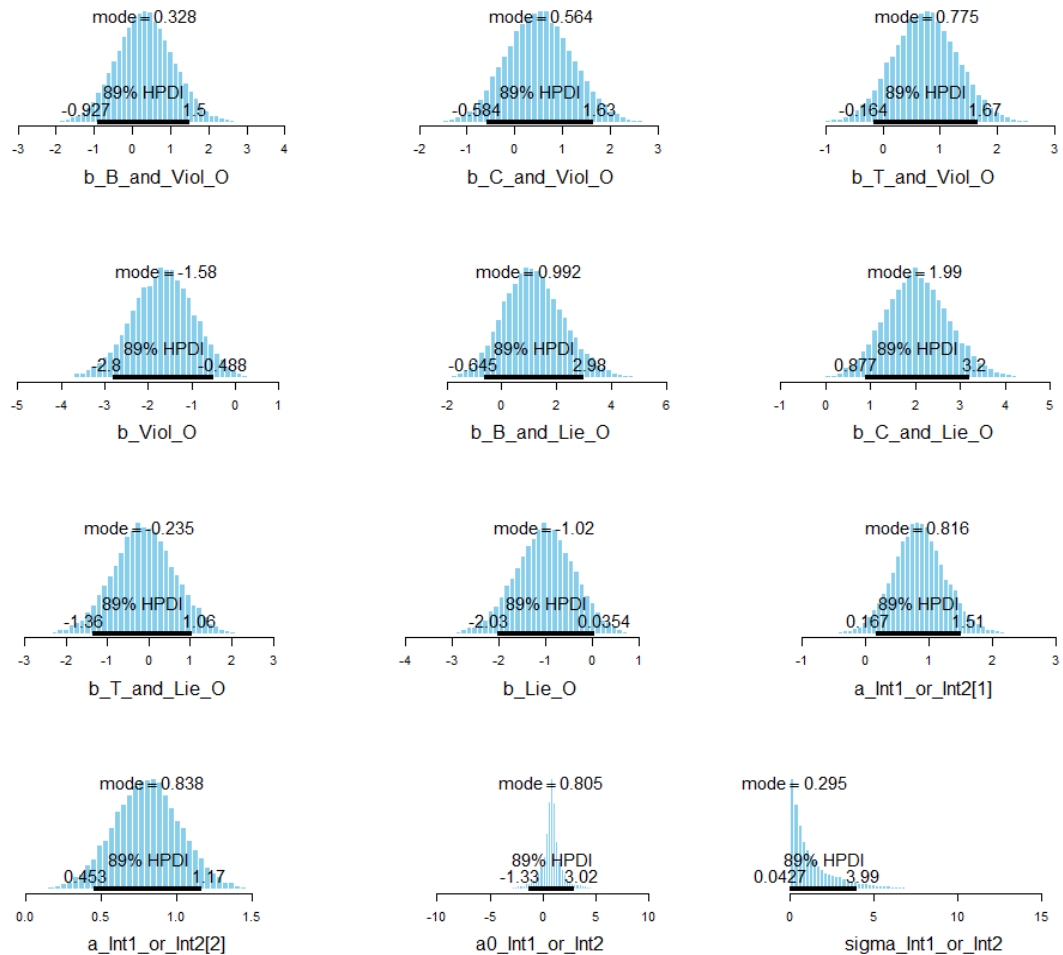 mode = 0.328
89% HPDI
-0.927 1.5
-3 -2 -1 0 1 2 3 4
b_B_and_Viol_O
mode = 0.564
89% HPDI
-0.584 1.63
-2 -1 0 1 2 3
b_C_and_Viol_O
mode = 0.775
89% HPDI
-0.164 1.67
-1 0 1 2 3
b_T_and_Viol_O
mode = -1.58
89% HPDI
-2.8 -0.488
-5 -4 -3 -2 -1 0 1
b_Viol_O
mode = 0.992
89% HPDI
-0.645 2.98
-2 0 2 4 6
b_B_and_Lie_O
mode = 1.99
89% HPDI
0.877 3.2
-1 0 1 2 3 4 5
b_C_and_Lie_O
mode = -0.235
89% HPDI
-1.36 1.06
-3 -2 -1 0 1 2 3
b_T_and_Lie_O
mode = -1.02
89% HPDI
-2.03 0.0354
-4 -3 -2 -1 0 1
b_Lie_O
mode = 0.816
89% HPDI
0.167 1.51
-1 0 1 2 3
a_Int1_or_Int2[1]
mode = 0.838
89% HPDI
0.453 1.17
0.0 0.5 1.0 1.5
a_Int1_or_Int2[2]
mode = 0.805
89% HPDI
-1.33 3.02
-10 -5 0 5 10
a0_Int1_or_Int2
mode = 0.295
89% HPDI
0.0427 3.99
0 5 10 15
sigma_Int1_or_Int2